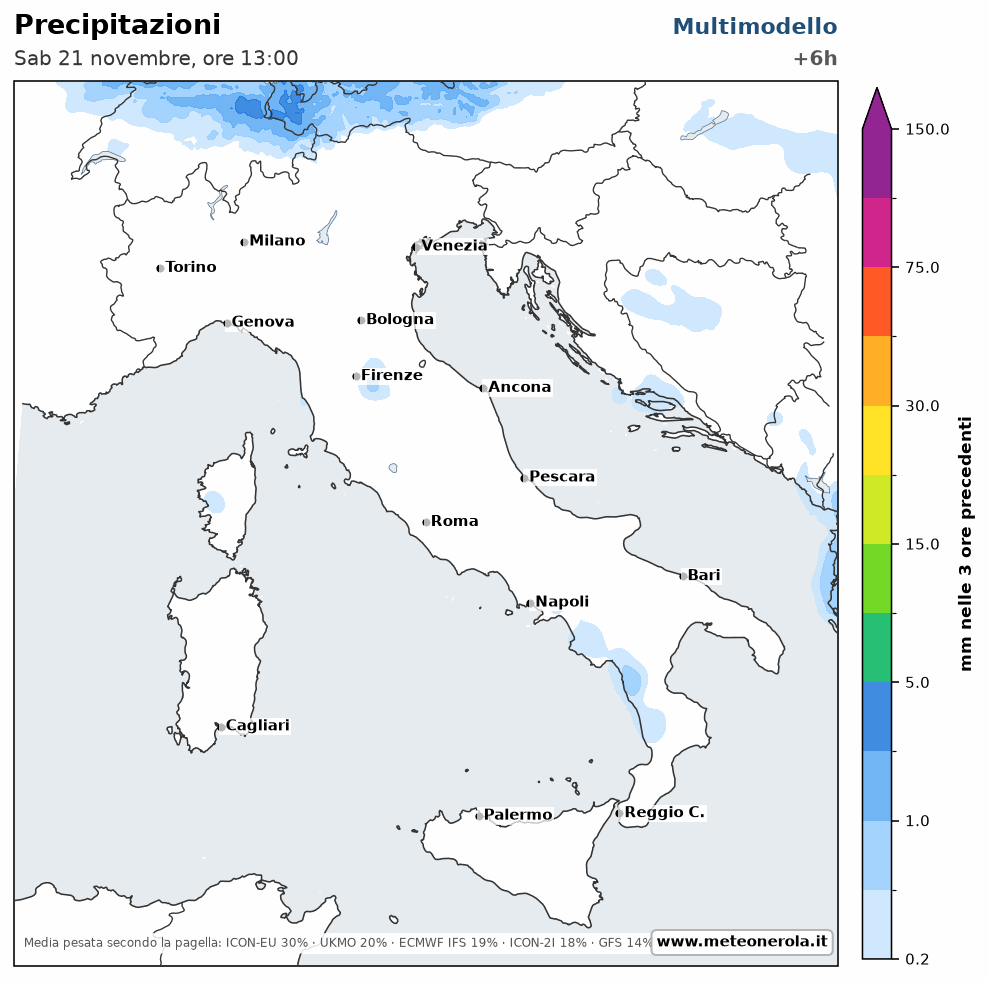 Precipitazioni
Multimodello
Sab 21 novembre, ore 13:00
+6h
150.0
75.0
30.0
15.0
5.0
1.0
0.2
mm nelle 3 ore precedenti
Milano
Venezia
Torino
Genova
Bologna
Firenze
Ancona
Pescara
Roma
Bari
Napoli
Cagliari
Palermo
Reggio C.
Media pesata secondo la pagella: ICON-EU 30% · UKMO 20% · ECMWF IFS 19% · ICON-2I 18% · GFS 14%
www.meteonerola.it